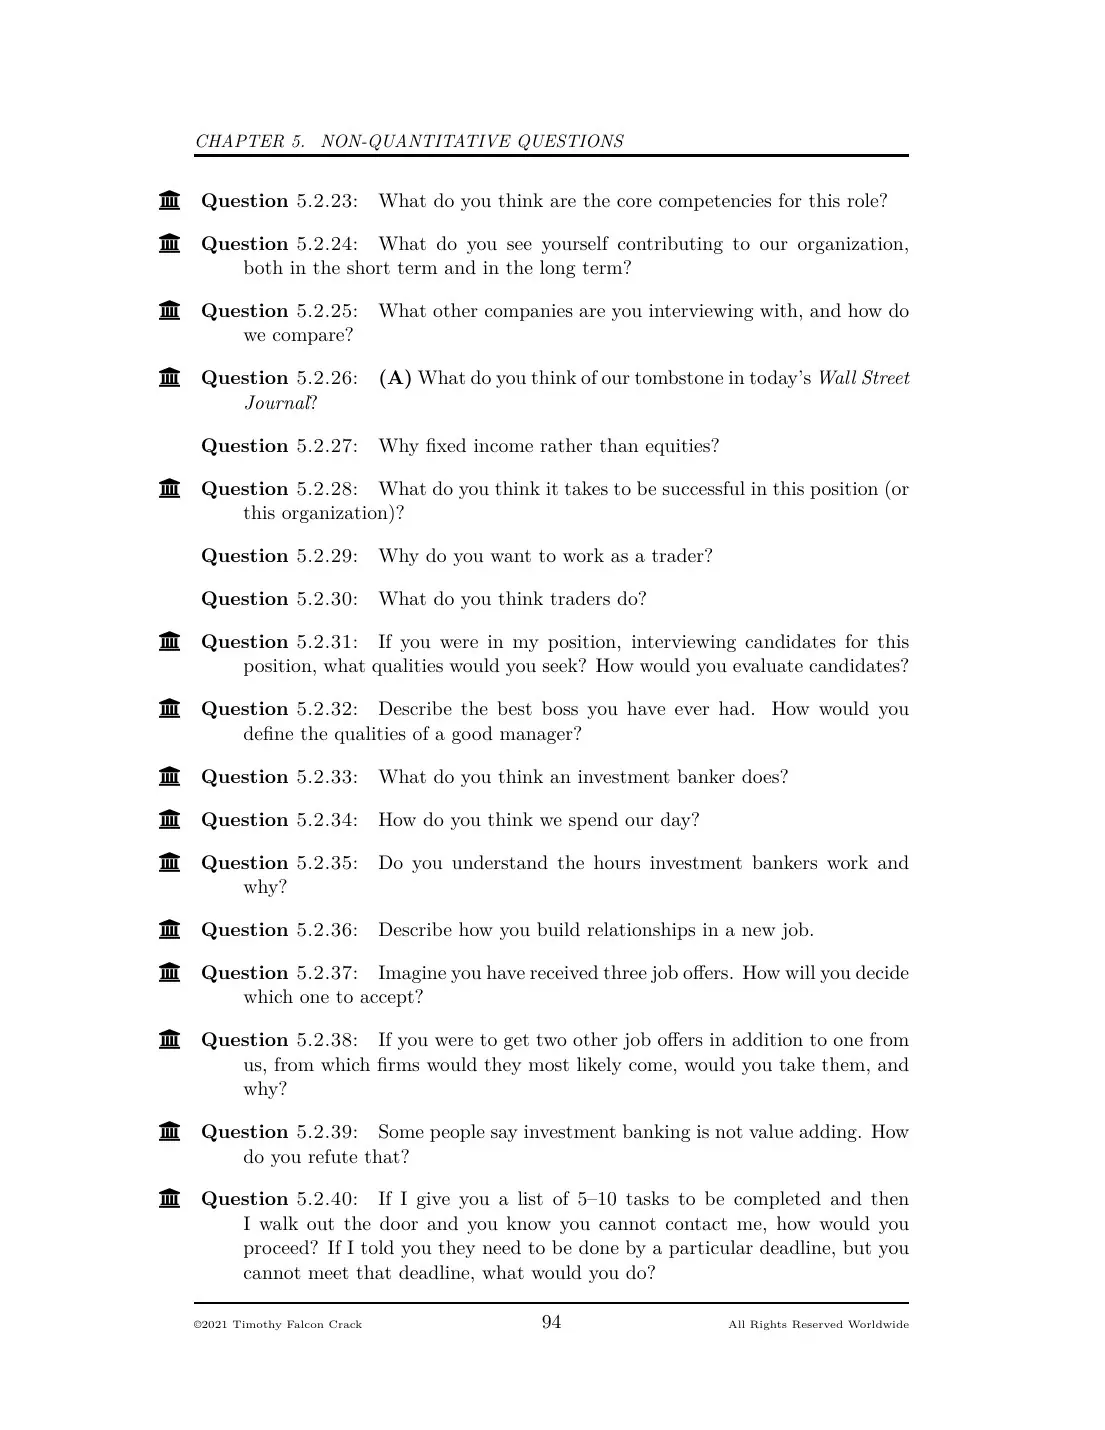 CHAPTER 5. NON-QUANTITATIVE QUESTIONS
Question 5.2.23: What do you think are the core competencies for this role?
Question 5.2.24: What do you see yourself contributing to our organization,
both in the short term and in the long term?
Question 5.2.25: What other companies are you interviewing with, and how do
we compare?
Question 5.2.26: (A) What do you think of our tombstone in today's Wall Street
Journal?
Question 5.2.27: Why fixed income rather than equities?
Question 5.2.28: What do you think it takes to be successful in this position (or
this organization)?
Question 5.2.29: Why do you want to work as a trader?
Question 5.2.30: What do you think traders do?
Question 5.2.31: If you were in my position, interviewing candidates for this
position, what qualities would you seek? How would you evaluate candidates?
Question 5.2.32: Describe the best boss you have ever had. How would you
define the qualities of a good manager?
Question 5.2.33: What do you think an investment banker does?
Question 5.2.34: How do you think we spend our day?
Question 5.2.35: Do you understand the hours investment bankers work and
why?
Question 5.2.36: Describe how you build relationships in a new job.
Question 5.2.37: Imagine you have received three job offers. How will you decide
which one to accept?
Question 5.2.38: If you were to get two other job offers in addition to one from
us, from which firms would they most likely come, would you take them, and
why?
Question 5.2.39: Some people say investment banking is not value adding. How
do you refute that?
Question 5.2.40: If I give you a list of 5–10 tasks to be completed and then
I walk out the door and you know you cannot contact me, how would you
proceed? If I told you they need to be done by a particular deadline, but you
cannot meet that deadline, what would you do?
©2021 Timothy Falcon Crack 94 All Rights Reserved Worldwide